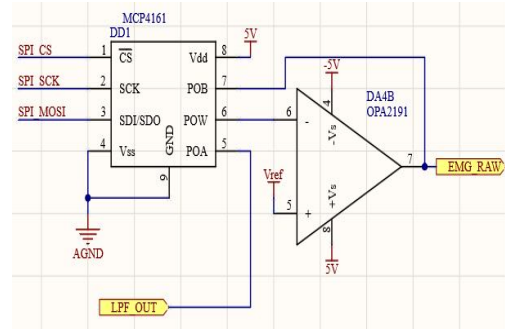 MCP4161
DD1
SPI_CS 1 CS Vdd 8 5V
SPI_SCK 2 SCK POB 7
SPI_MOSI 3 SDI/SDO POW 6
4 Vss GND POA 5
9
AGND
LPF_OUT
-5V
4
-Vs
DA4B
OPA2191
6 -
7
EMG_RAW
Vref
5 +
+Vs
8
5V